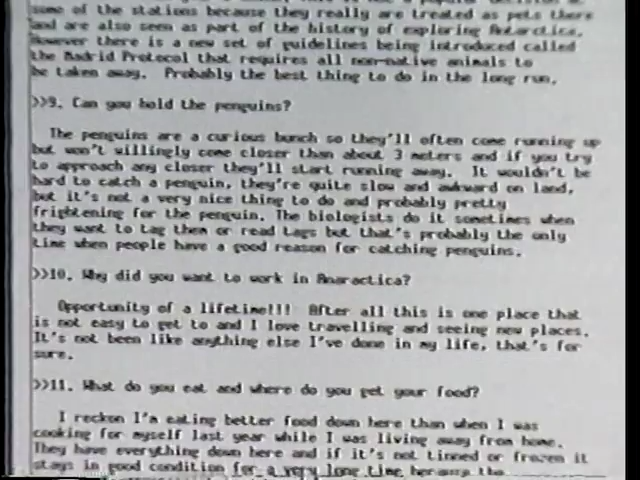 some of the stations because they really are treated as pets there
and are also seen as part of the history of exploring Antarctica.
However there is a new set of guidelines being introduced called
the Madrid Protocol that requires all non-native animals to
be taken away.  Probably the best thing to do in the long run.
>>9. Can you hold the penguins?
The penguins are a curious bunch so they'll often come running up
but won't willingly come closer than about 3 meters and if you try
to approach any closer they'll start running away.  It wouldn't be
hard to catch a penguin, they're quite slow and awkward on land,
but it's not a very nice thing to do and probably pretty
frightening for the penguin. The biologists do it sometimes when
they want to tag them or read tags but that's probably the only
time when people have a good reason for catching penguins.
>>10. Why did you want to work in Anaractica?
Opportunity of a lifetime!!!  After all this is one place that
is not easy to get to and I love travelling and seeing new places.
It's not been like anything else I've done in my life, that's for
sure.
>>11. What do you eat and where do you get your food?
I reckon I'm eating better food down here than when I was
cooking for myself last year while I was living away from home.
They have everything down here and if it's not tinned or frozen it
stays in good condition for a very long time because the